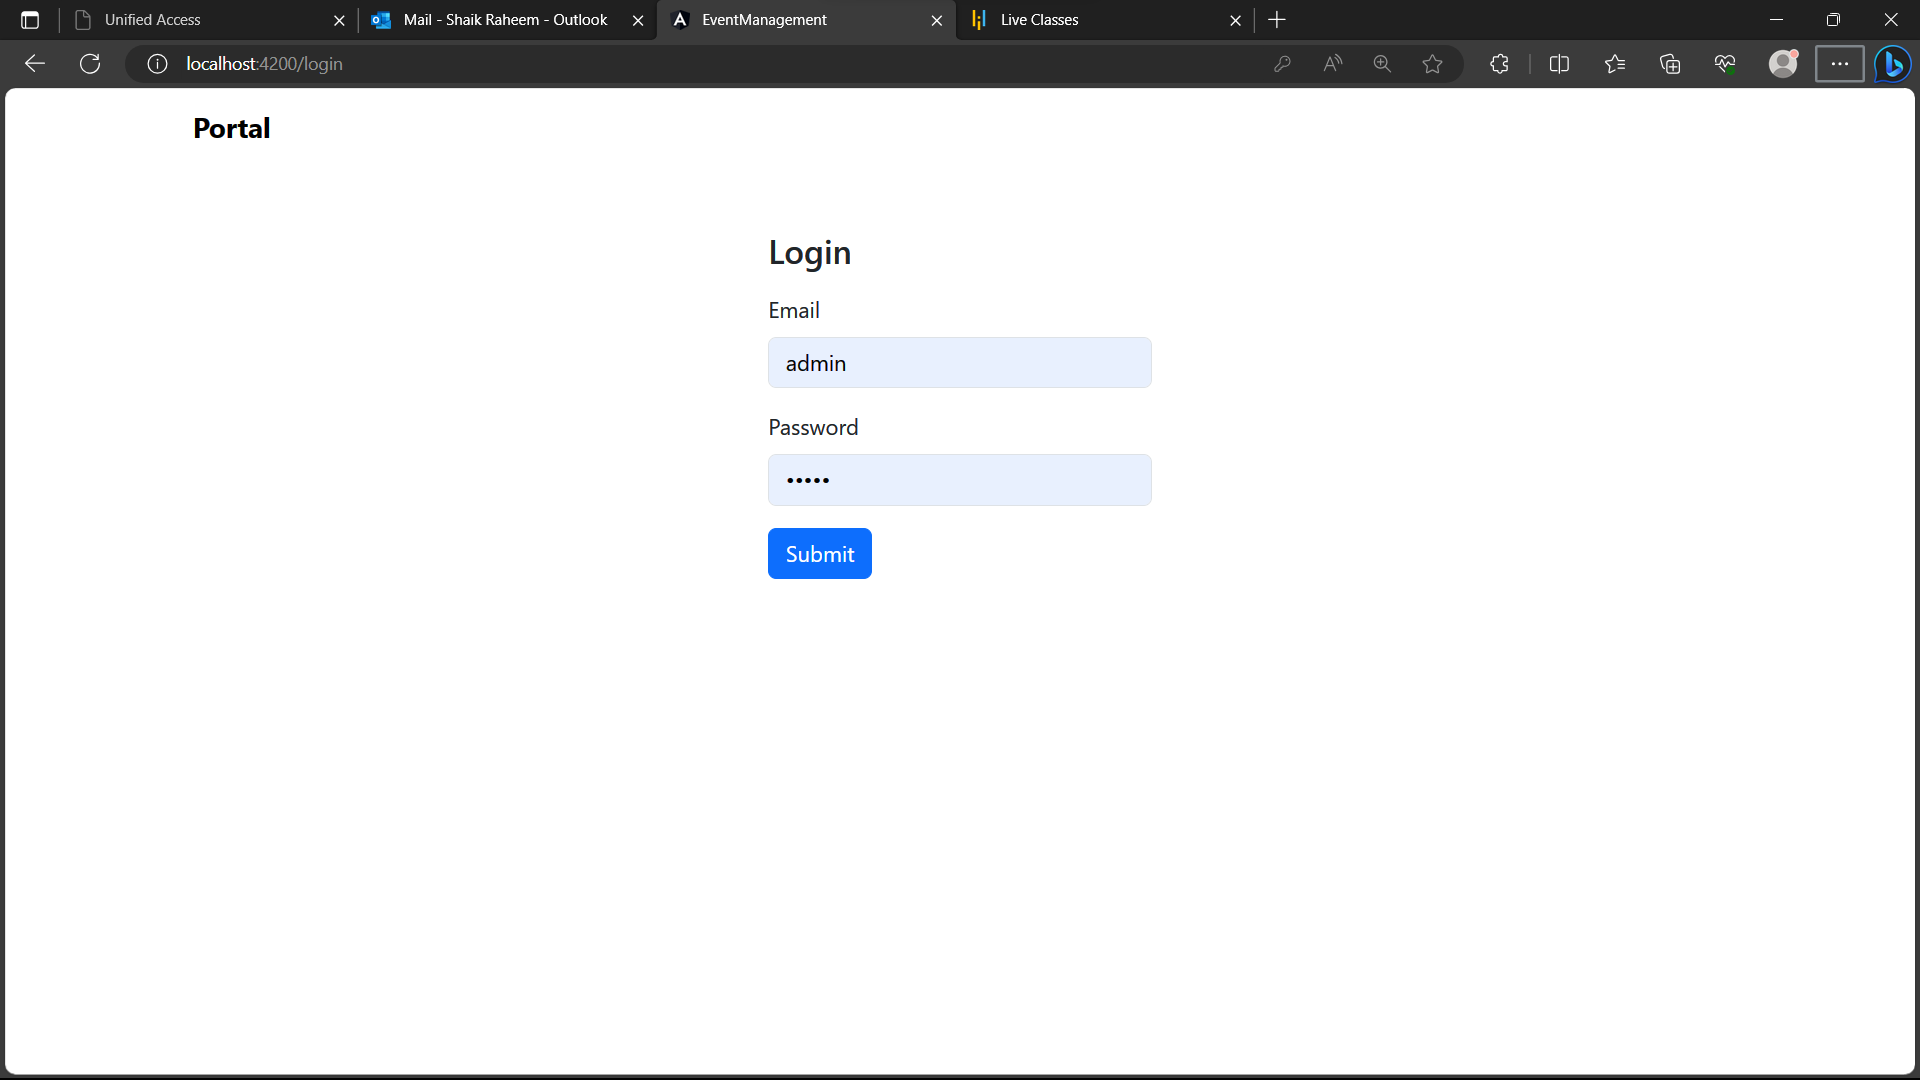 Unified Access
Mail - Shaik Raheem - Outlook
EventManagement
Live Classes
localhost:4200/login
Portal
Login
Email
admin
Password
•••••
Submit